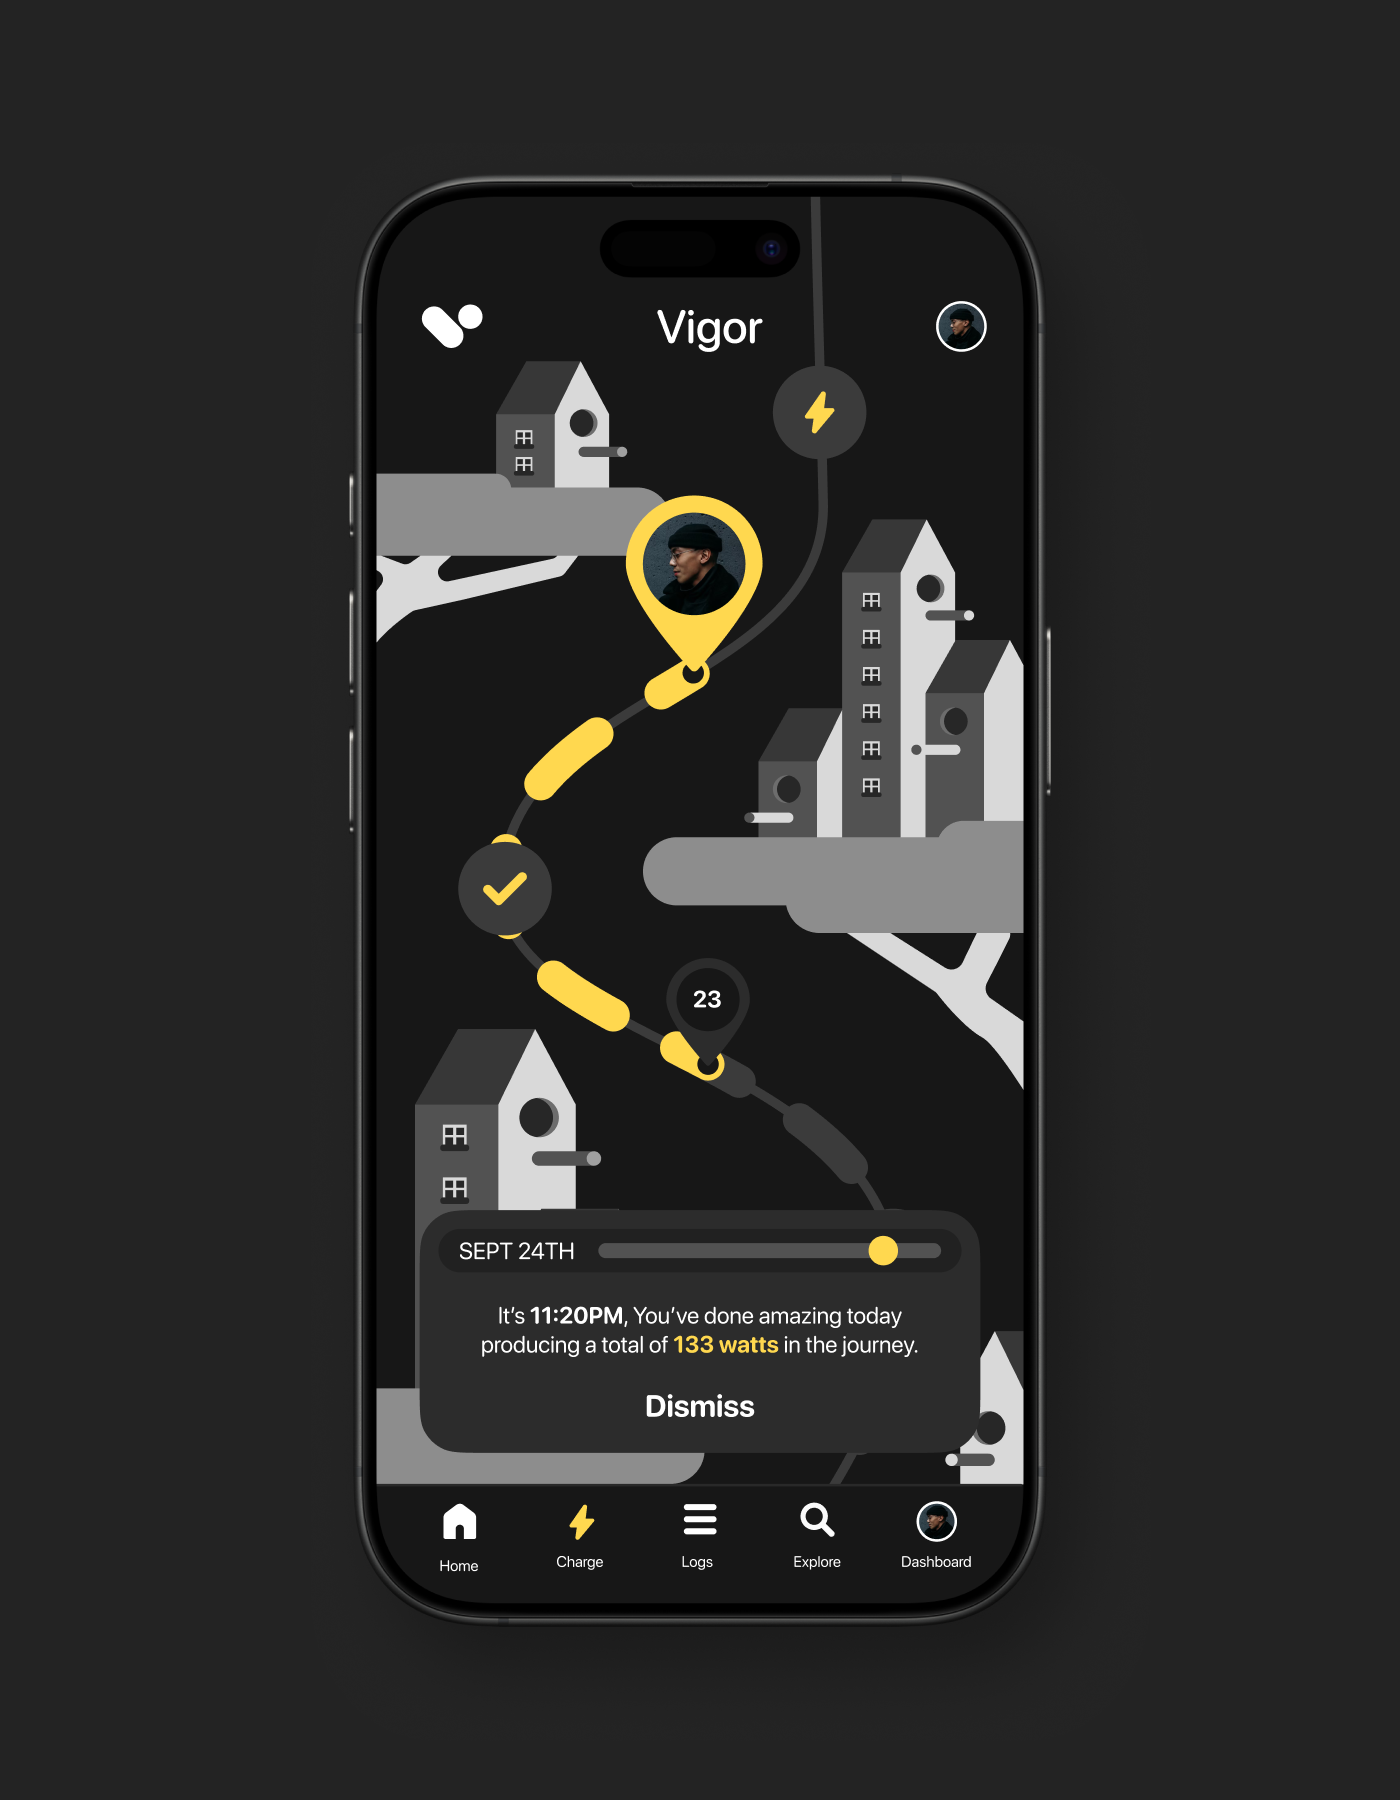 Vigor
23
SEPT 24TH
It’s 11:20PM, You’ve done amazing today
producing a total of 133 watts in the journey.
Dismiss
Home
Charge
Logs
Explore
Dashboard